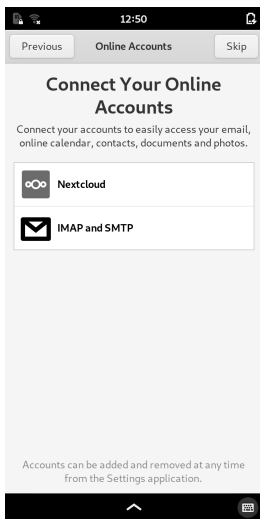 12:50
Previous
Online Accounts
Skip
Connect Your Online
Accounts
Connect your accounts to easily access your email,
online calendar, contacts, documents and photos.
Nextcloud
IMAP and SMTP
Accounts can be added and removed at any time
from the Settings application.